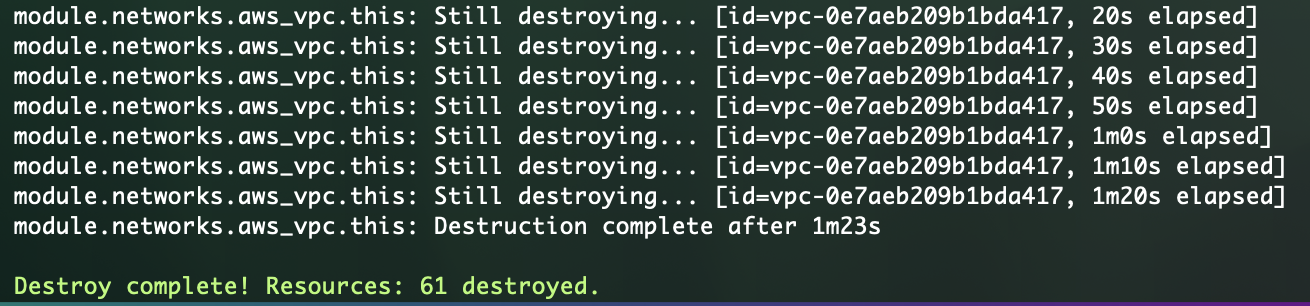 module.networks.aws_vpc.this: Still destroying... [id=vpc-0e7aeb209b1bda417, 20s elapsed]
module.networks.aws_vpc.this: Still destroying... [id=vpc-0e7aeb209b1bda417, 30s elapsed]
module.networks.aws_vpc.this: Still destroying... [id=vpc-0e7aeb209b1bda417, 40s elapsed]
module.networks.aws_vpc.this: Still destroying... [id=vpc-0e7aeb209b1bda417, 50s elapsed]
module.networks.aws_vpc.this: Still destroying... [id=vpc-0e7aeb209b1bda417, 1m0s elapsed]
module.networks.aws_vpc.this: Still destroying... [id=vpc-0e7aeb209b1bda417, 1m10s elapsed]
module.networks.aws_vpc.this: Still destroying... [id=vpc-0e7aeb209b1bda417, 1m20s elapsed]
module.networks.aws_vpc.this: Destruction complete after 1m23s
Destroy complete! Resources: 61 destroyed.